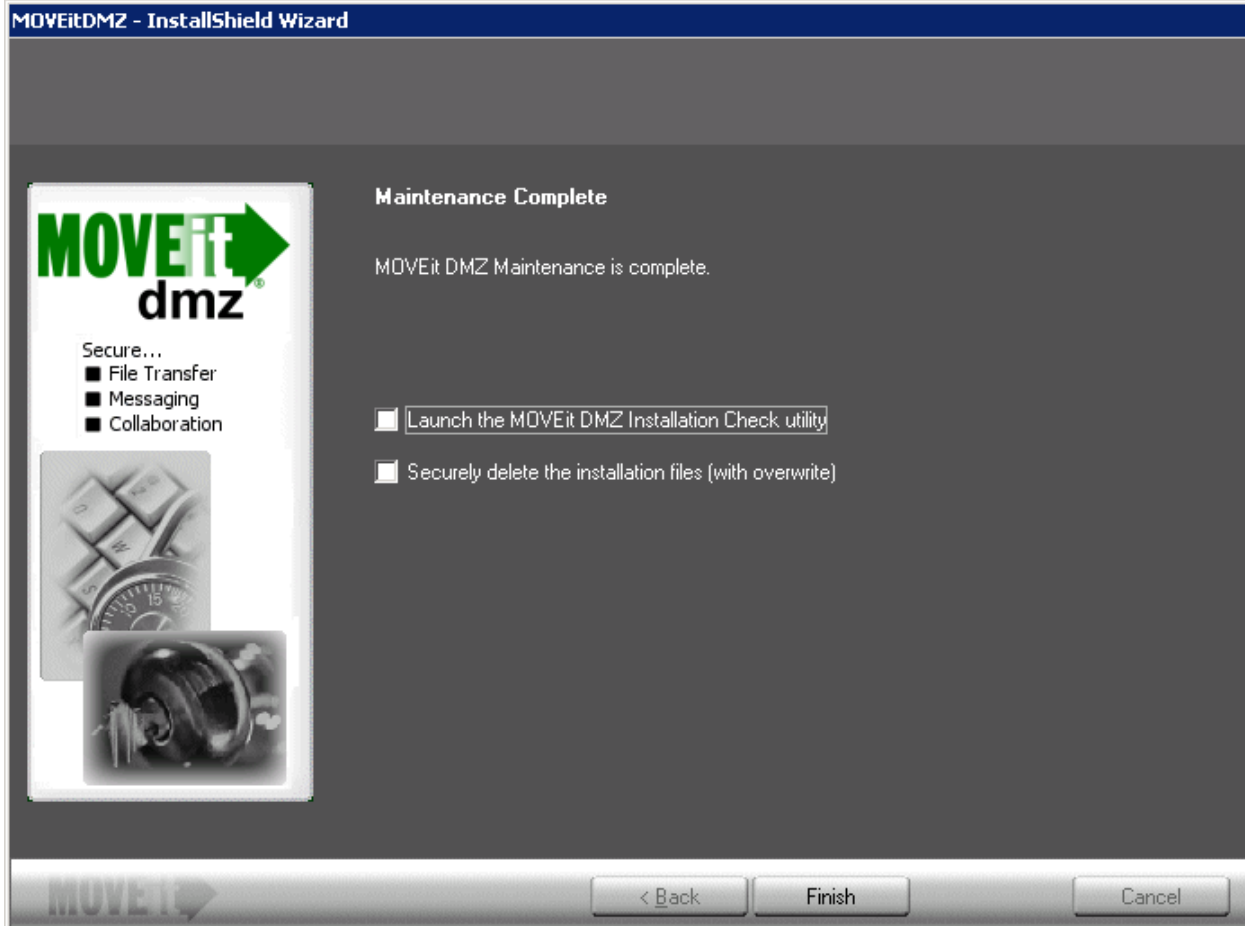 MOVEitDMZ - InstallShield Wizard
MOVEit
dmz®
Secure...
■ File Transfer
■ Messaging
■ Collaboration
Maintenance Complete
MOVEit DMZ Maintenance is complete.
Launch the MOVEit DMZ Installation Check utility
Securely delete the installation files (with overwrite)
MOVEit
< Back
Finish
Cancel